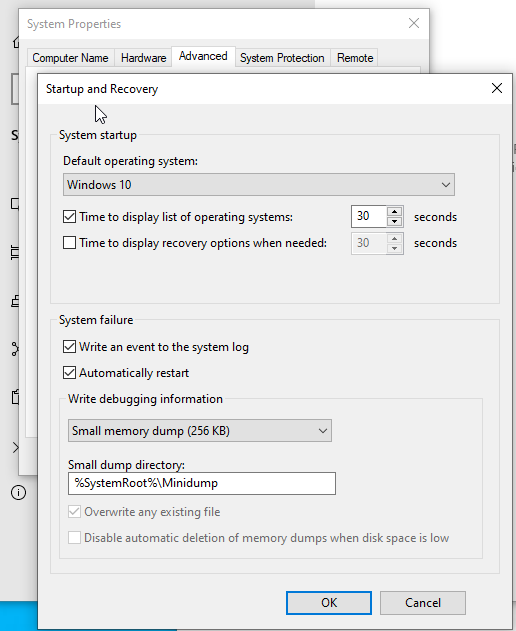 System Properties
Computer Name Hardware Advanced System Protection Remote
Startup and Recovery
System startup
Default operating system:
Windows 10
Time to display list of operating systems: 30 seconds
Time to display recovery options when needed: 30 seconds
System failure
Write an event to the system log
Automatically restart
Write debugging information
Small memory dump (256 KB)
Small dump directory:
%SystemRoot%\Minidump
Overwrite any existing file
Disable automatic deletion of memory dumps when disk space is low
OK Cancel